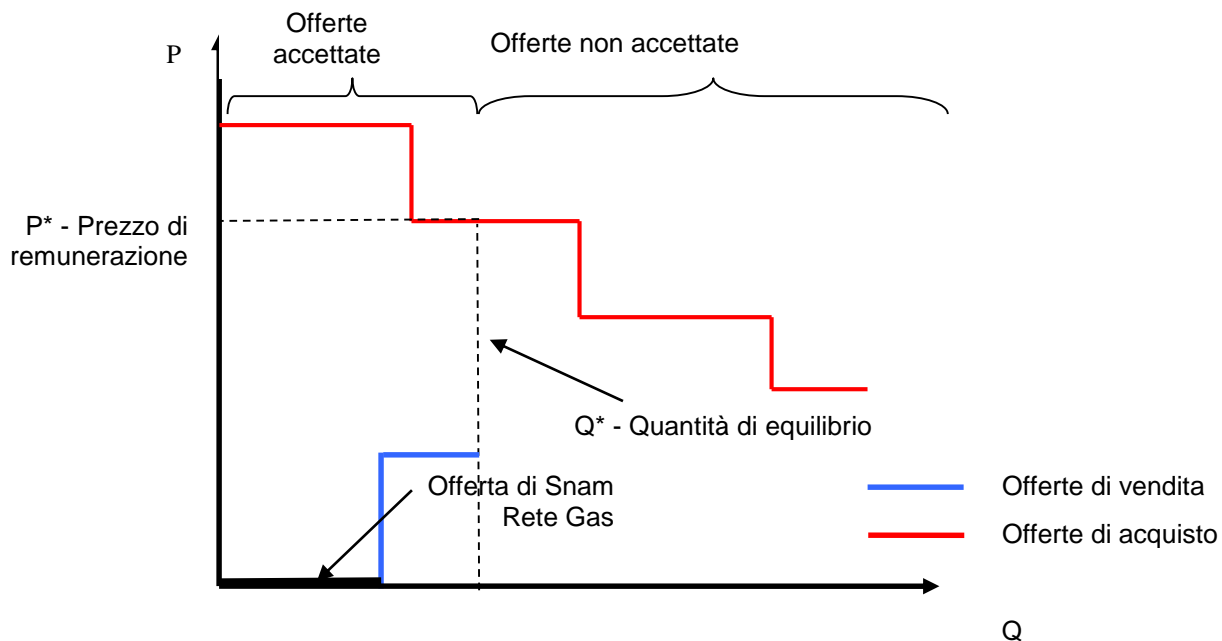 Offerte
accettate
Offerte non accettate
P
P* - Prezzo di
remunerazione
Q* - Quantità di equilibrio
Offerta di Snam
Rete Gas
Offerte di vendita
Offerte di acquisto
Q